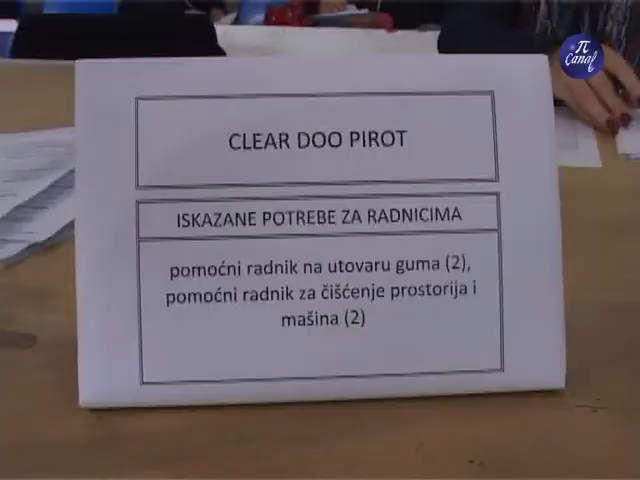 π
Canal
CLEAR DOO PIROT
ISKAZANE POTREBE ZA RADNICIMA
pomoćni radnik na utovaru guma (2),
pomoćni radnik za čišćenje prostorija i
mašina (2)